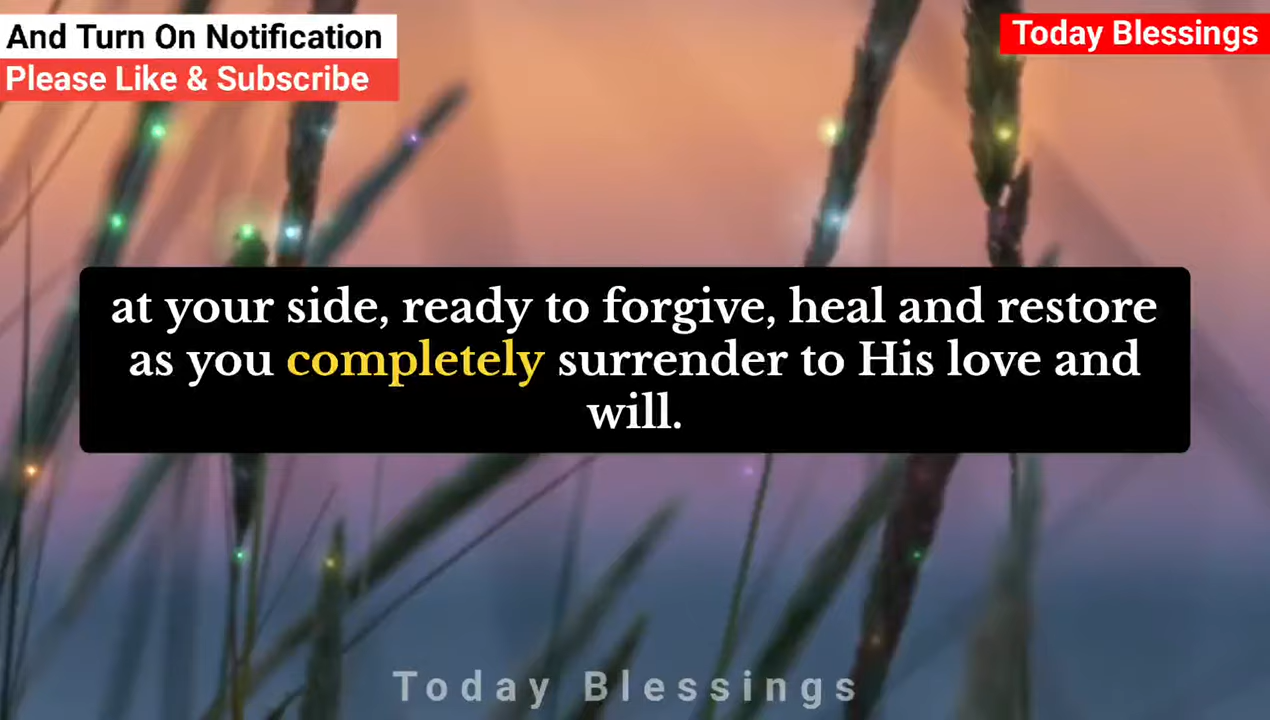 And Turn On Notification
Please Like & Subscribe
Today Blessings
at your side, ready to forgive, heal and restore
as you completely surrender to His love and
will.
Today Blessings